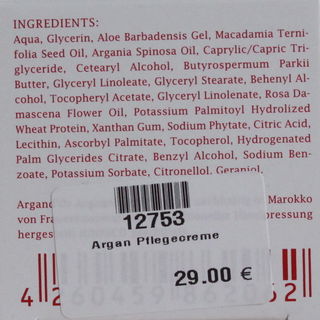 INGREDIENTS:
Aqua, Glycerin, Aloe Barbadensis Gel, Macadamia Terni-
folia Seed Oil, Argania Spinosa Oil, Caprylic/Capric Tri-
glyceride, Cetearyl Alcohol, Butyrospermum Parkii
Butter, Glyceryl Linoleate, Glyceryl Stearate, Behenyl Al-
cohol, Tocopheryl Acetate, Glyceryl Linolenate, Rosa Da-
mascena Flower Oil, Potassium Palmitoyl Hydrolized
Wheat Protein, Xanthan Gum, Sodium Phytate, Citric Acid,
Lecithin, Ascorbyl Palmitate, Tocopherol, Hydrogenated
Palm Glycerides Citrate, Benzyl Alcohol, Sodium Ben-
zoate, Potassium Sorbate, Citronellol, Geraniol.
Argan Marokko
von Frau pressung
herges
12753
Argan Pflegecreme
29.00 €
4 260459 862062